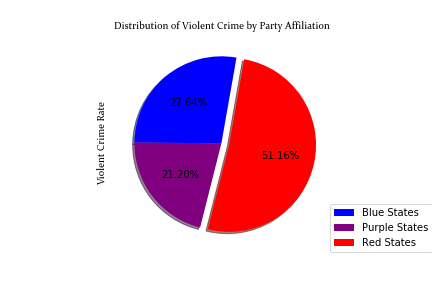 Distribution of Violent Crime by Party Affiliation
27.64%
Violent Crime Rate
51.16%
21.20%
Blue States
Purple States
Red States